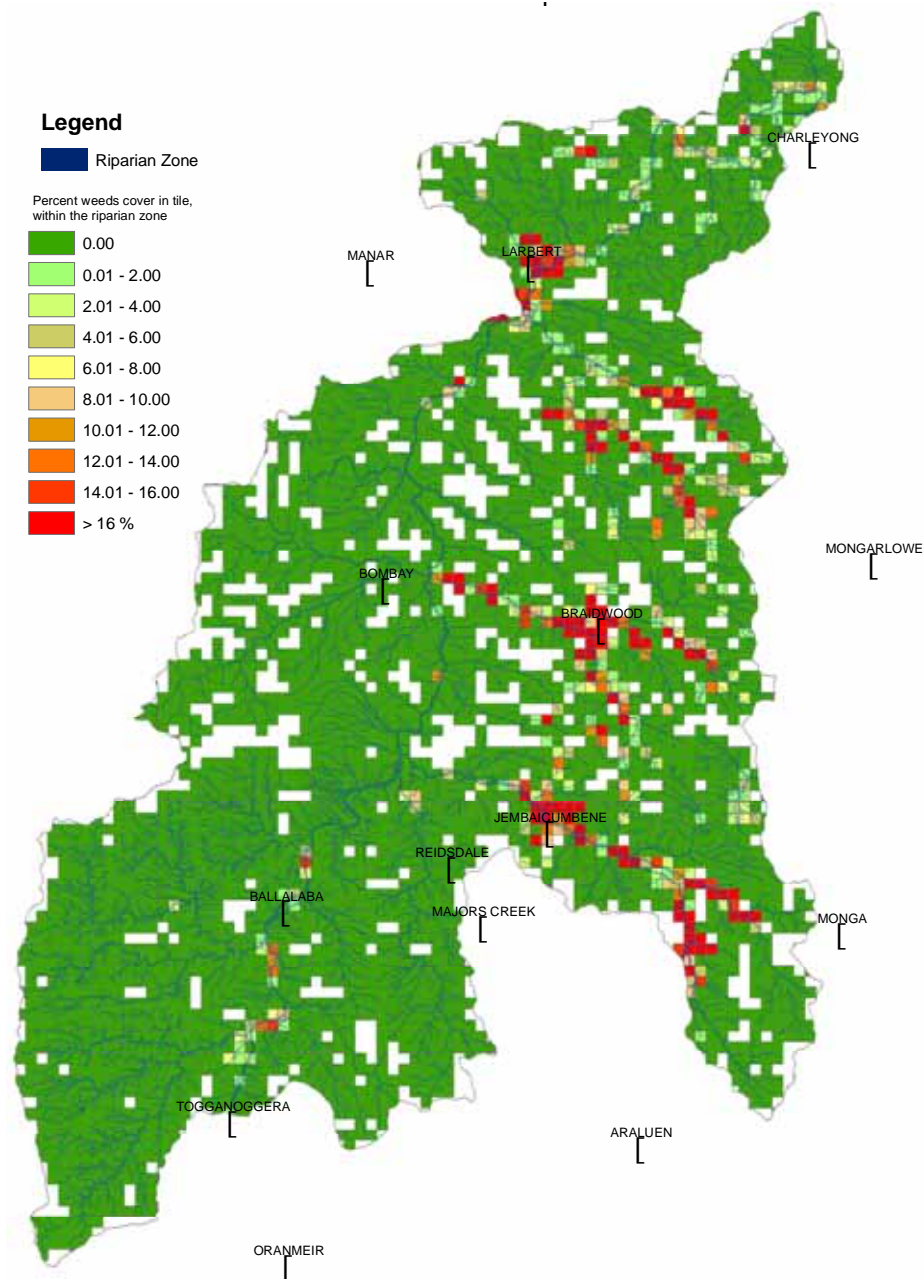 Legend
Riparian Zone
Percent weeds cover in tile,
within the riparian zone
0.00
0.01 - 2.00
2.01 - 4.00
4.01 - 6.00
6.01 - 8.00
8.01 - 10.00
10.01 - 12.00
12.01 - 14.00
14.01 - 16.00
> 16 %
CHARLEYONG
MANAR
LARBERT
MONGARLOWE
BOMBAY
BRAIDWOOD
JEMBAICUMBENE
REIDSDALE
BALLALABA
MAJORS CREEK
MONGA
TOGGANOGGERA
ARALUEN
ORANMEIR